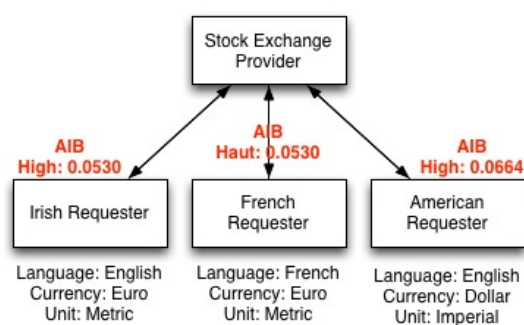 Stock Exchange
Provider
AIB
High: 0.0530
AIB
Haut: 0.0530
AIB
High: 0.0664
Irish Requester
French
Requester
American
Requester
Language: English
Currency: Euro
Unit: Metric
Language: French
Currency: Euro
Unit: Metric
Language: English
Currency: Dollar
Unit: Imperial